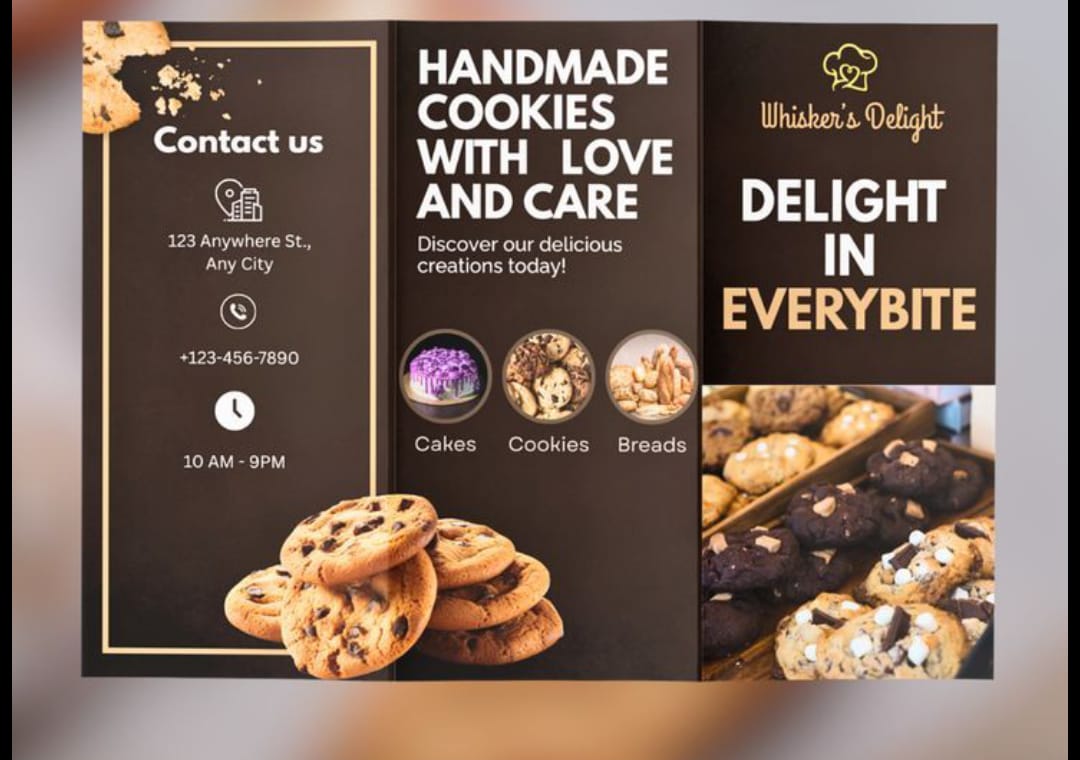 Contact us
123 Anywhere St.,
Any City
+123-456-7890
10 AM - 9PM
HANDMADE
COOKIES
WITH LOVE
AND CARE
Discover our delicious
creations today!
Cakes
Cookies
Breads
Whisker's Delight
DELIGHT
IN
EVERYBITE